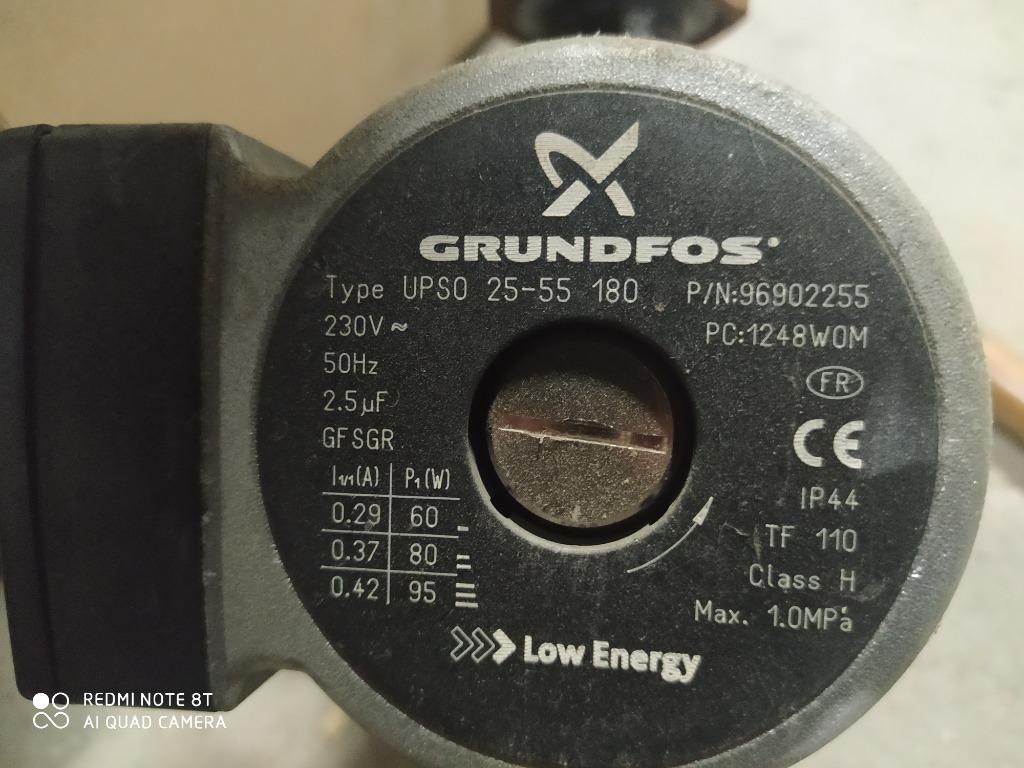 GRUNDFOS
Type UPSO 25-55 180 P/N:96902255
230V ≈ PC:1248WOM
50Hz FR
2.5µF CE
GFSGR
I1/1(A) P1(W)
0.29 60
0.37 80
0.42 95
IP44
TF 110
Class H
Max. 1.0MPa
Low Energy
REDMI NOTE 8T
AI QUAD CAMERA